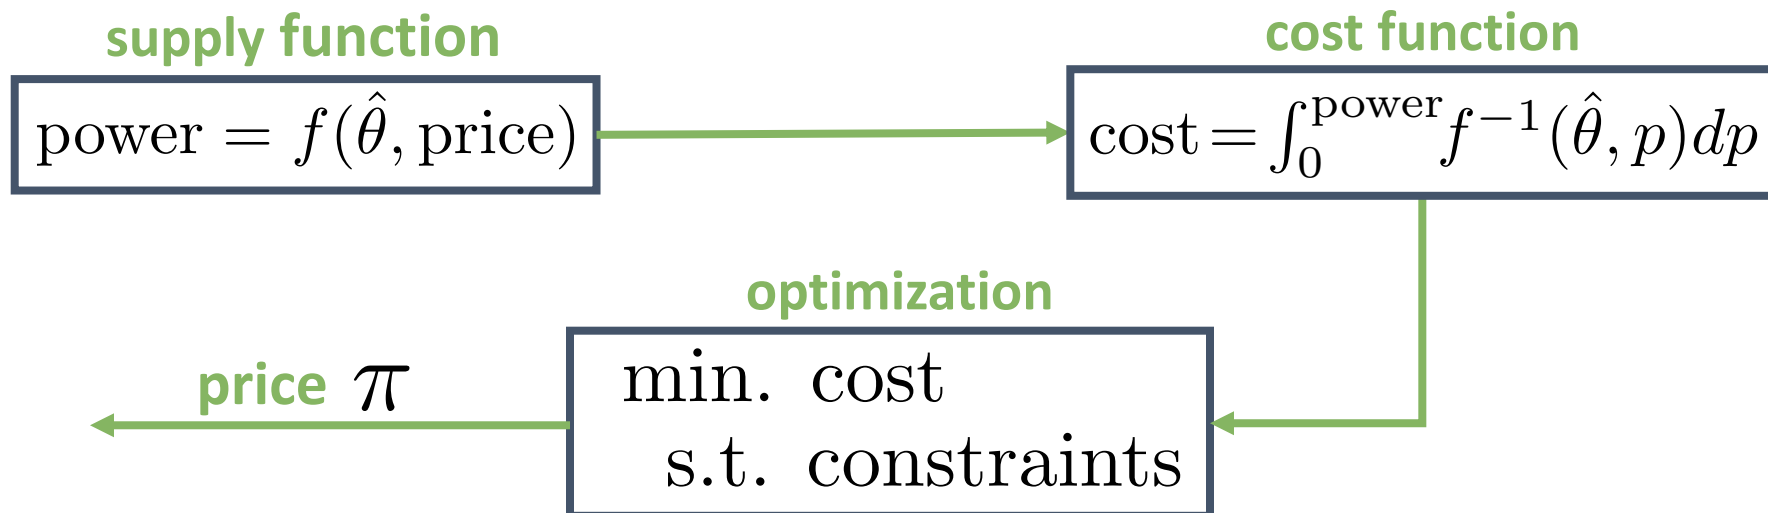 supply function
power = f(θ̂, price)
cost function
cost = ∫₀^power f⁻¹(θ̂, p)dp
optimization
min. cost
s.t. constraints
price π